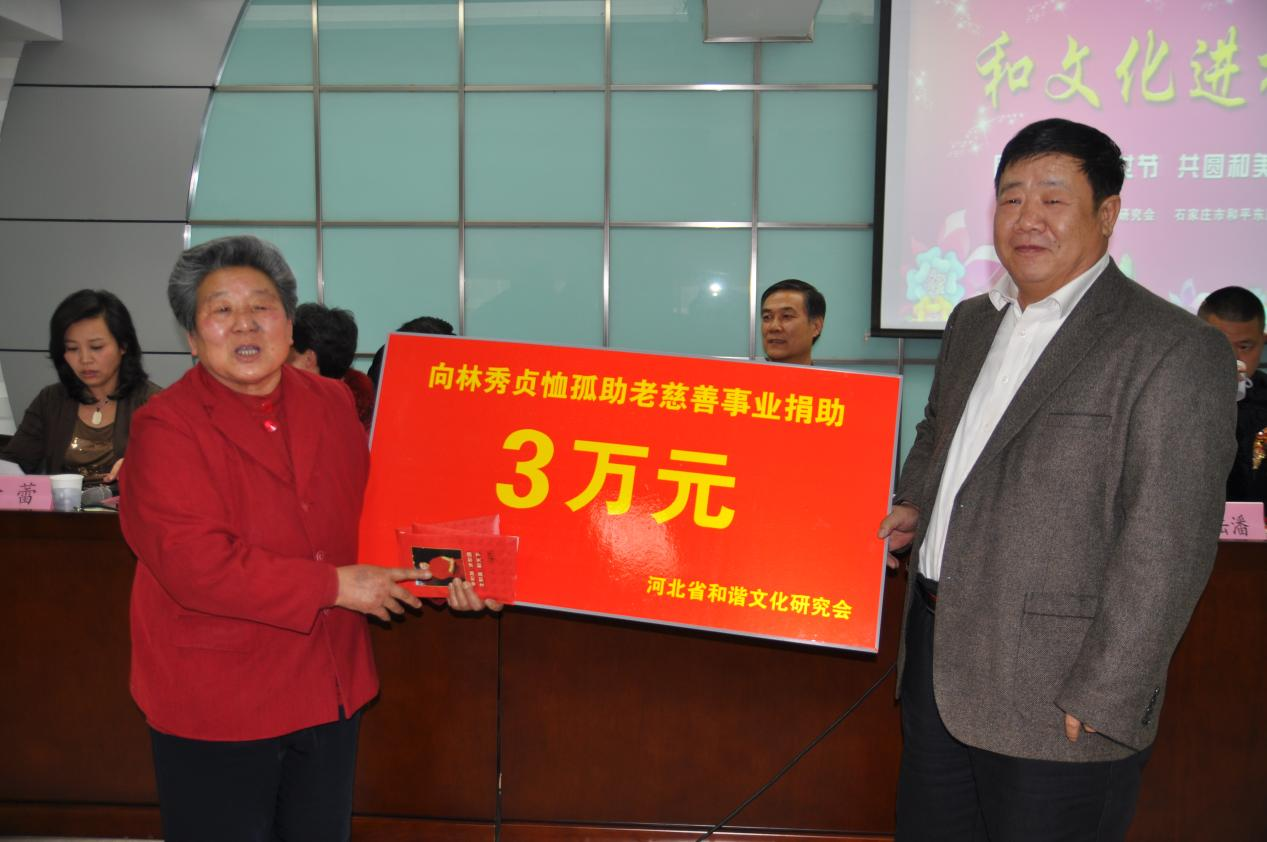 和文化进
节 共圆和美
研究会 石家庄市和平东
向林秀贞恤孤助老慈善事业捐助
3万元
河北省和谐文化研究会
蕾
潘